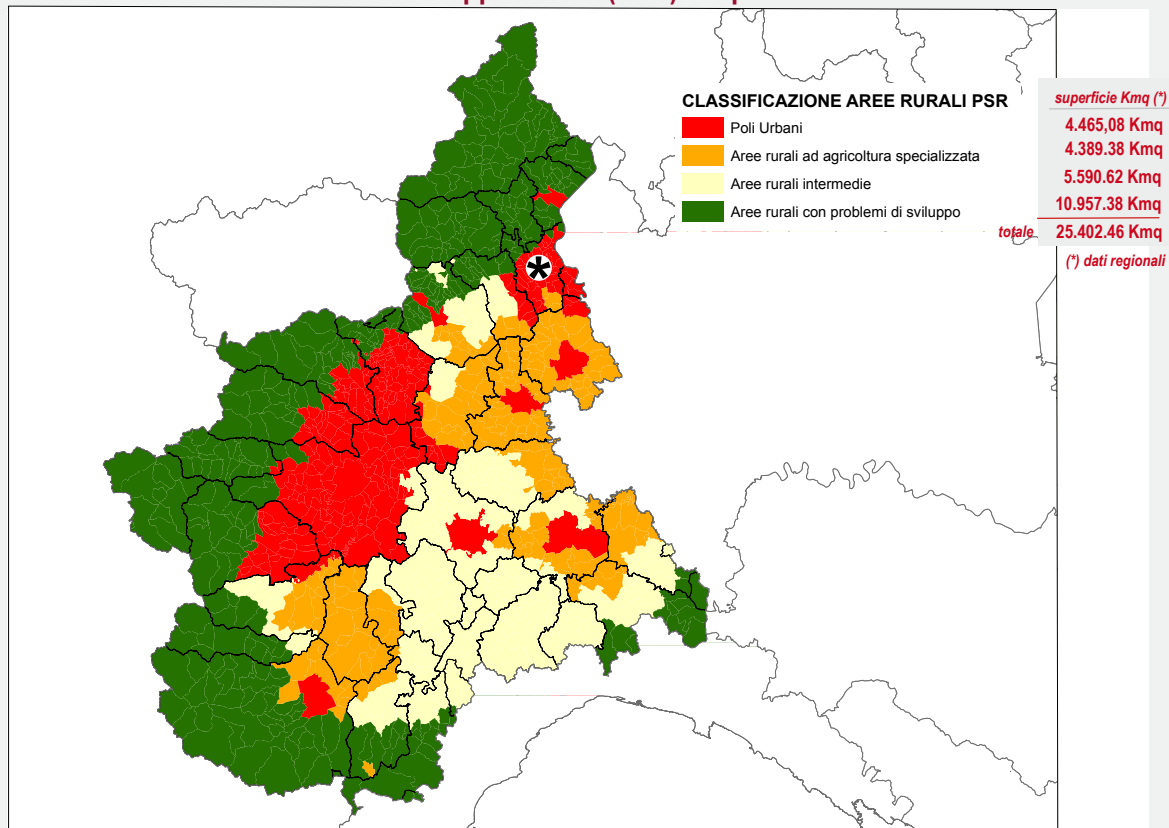 CLASSIFICAZIONE AREE RURALI PSR
superficie Kmq (*)
Poli Urbani
4.465,08 Kmq
Aree rurali ad agricoltura specializzata
4.389.38 Kmq
Aree rurali intermedie
5.590.62 Kmq
Aree rurali con problemi di sviluppo
10.957.38 Kmq
totale 25.402.46 Kmq
(*) dati regionali